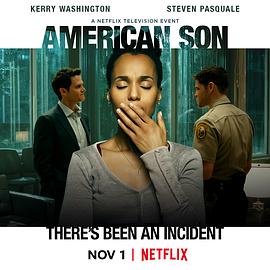 KERRY WASHINGTON STEVEN PASQUALE
A NETFLIX TELEVISION EVENT
AMERICAN SON
THERE'S BEEN AN INCIDENT
NOV 1 | NETFLIX